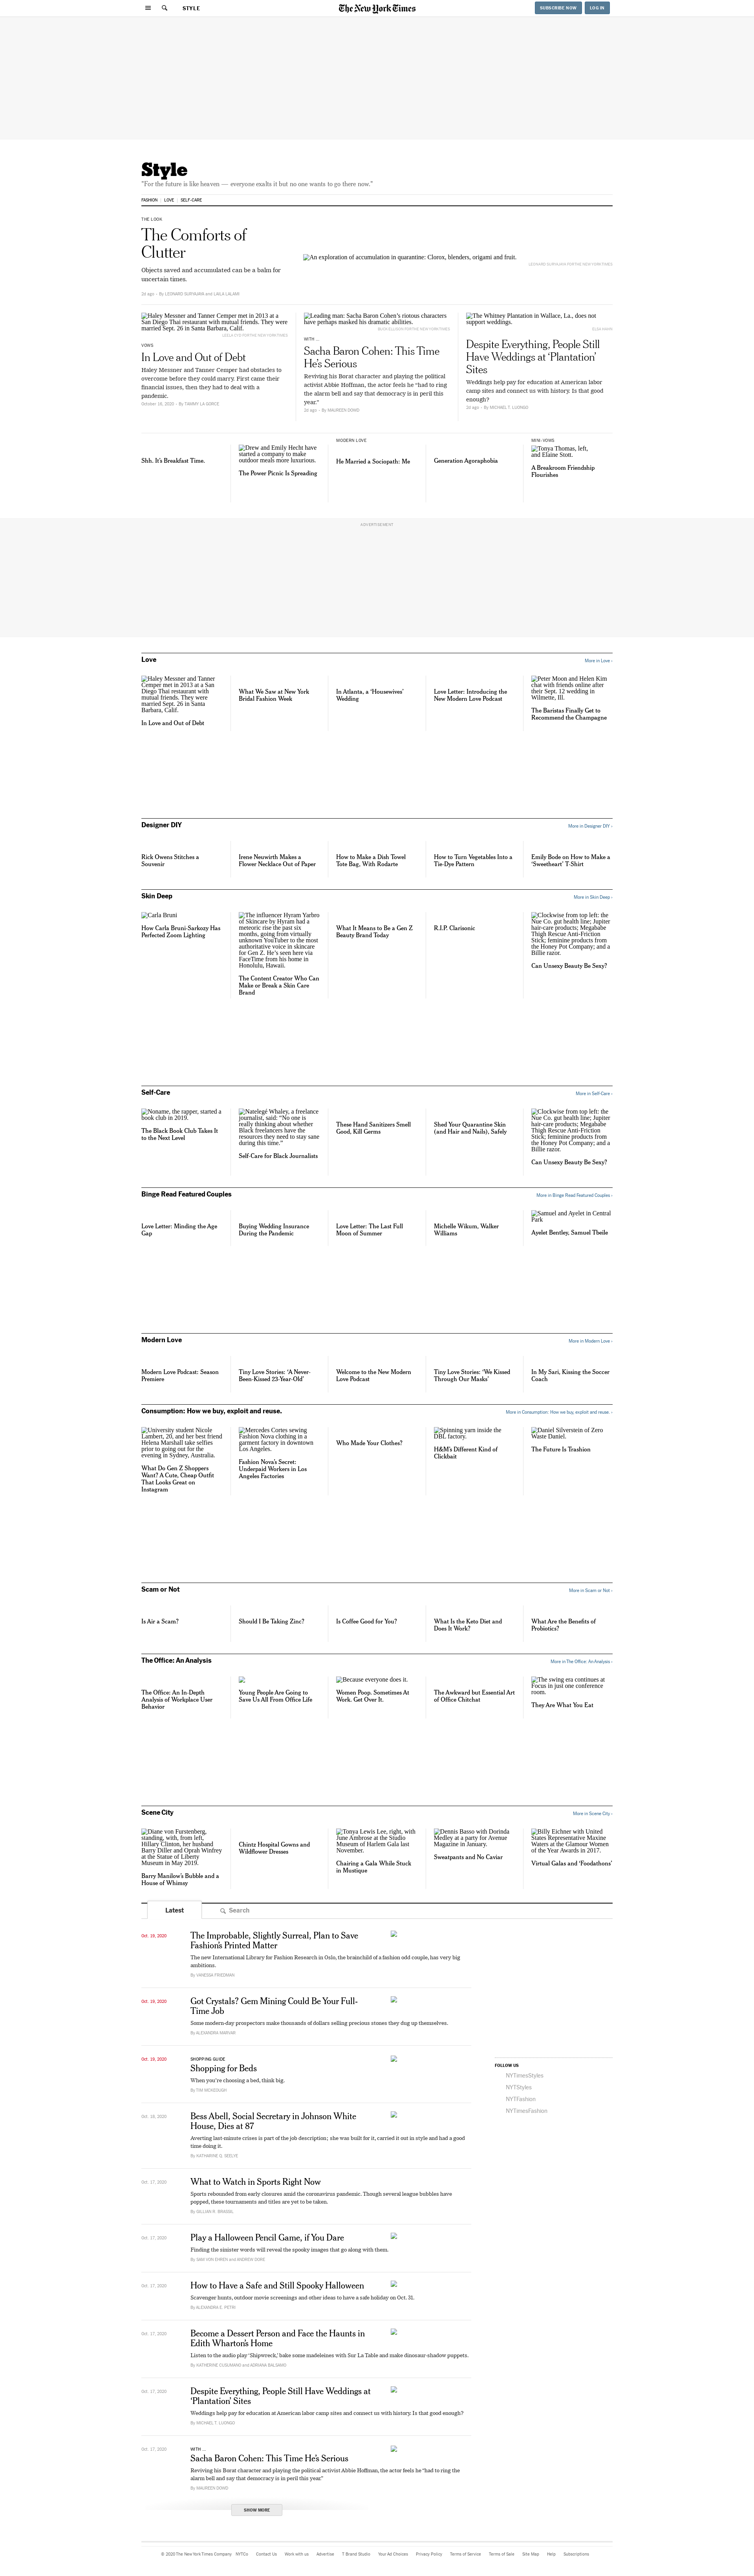 STYLE
The New York Times
SUBSCRIBE NOW
LOG IN
Style
"For the future is like heaven — everyone exalts it but no one wants to go there now."
FASHION
LOVE
SELF-CARE
THE LOOK
The Comforts of
Clutter
Objects saved and accumulated can be a balm for
uncertain times.
2d ago · By LEONARD SURYAJAYA and LAILA LALAMI
An exploration of accumulation in quarantine: Clorox, blenders, origami and fruit.
LEONARD SURYAJAYA FOR THE NEW YORK TIMES
Haley Messner and Tanner Cemper met in 2013 at a
San Diego Thai restaurant with mutual friends. They were
married Sept. 26 in Santa Barbara, Calif.
VOWS
In Love and Out of Debt
Haley Messner and Tanner Cemper had obstacles to
overcome before they could marry. First came their
financial issues, then they had to deal with a
pandemic.
October 16, 2020 · By TAMMY LA GORCE
Leading man: Sacha Baron Cohen's riotous characters
have perhaps masked his dramatic abilities.
WITH ...
Sacha Baron Cohen: This Time
He's Serious
Reviving his Borat character and playing the political
activist Abbie Hoffman, the actor feels he "had to ring
the alarm bell and say that democracy is in peril this
year."
2d ago · By MAUREEN DOWD
The Whitney Plantation in Wallace, La., does not
support weddings.
Despite Everything, People Still
Have Weddings at 'Plantation'
Sites
Weddings help pay for education at American labor
camp sites and connect us with history. Is that good
enough?
2d ago · By MICHAEL T. LUONGO
Shh. It's Breakfast Time.
Drew and Emily Hecht have
started a company to make
outdoor meals more luxurious.
The Power Picnic Is Spreading
MODERN LOVE
He Married a Sociopath: Me
Generation Agoraphobia
MINI-VOWS
Tonya Thomas, left,
and Elaine Stott.
A Breakroom Friendship
Flourishes
ADVERTISEMENT
Love
More in Love ›
Haley Messner and Tanner
Cemper met in 2013 at a San
Diego Thai restaurant with
mutual friends. They were
married Sept. 26 in Santa
Barbara, Calif.
In Love and Out of Debt
What We Saw at New York
Bridal Fashion Week
In Atlanta, a 'Housewives'
Wedding
Love Letter: Introducing the
New Modern Love Podcast
Peter Moon and Helen Kim
chat with friends online after
their Sept. 12 wedding in
Wilmette, Ill.
The Baristas Finally Get to
Recommend the Champagne
Designer DIY
More in Designer DIY ›
Rick Owens Stitches a
Souvenir
Irene Neuwirth Makes a
Flower Necklace Out of Paper
How to Make a Dish Towel
Tote Bag, With Rodarte
How to Turn Vegetables Into a
Tie-Dye Pattern
Emily Bode on How to Make a
'Sweetheart' T-Shirt
Skin Deep
More in Skin Deep ›
Carla Bruni
How Carla Bruni-Sarkozy Has
Perfected Zoom Lighting
The influencer Hyram Yarbro
of Skincare by Hyram had a
meteoric rise the past six
months, going from virtually
unknown YouTuber to the most
authoritative voice in skincare
for Gen Z. He's seen here via
FaceTime from his home in
Honolulu, Hawaii.
The Content Creator Who Can
Make or Break a Skin Care
Brand
What It Means to Be a Gen Z
Beauty Brand Today
R.I.P. Clarisonic
Clockwise from top left: the
Nue Co. gut health line; Jupiter
hair-care products; Megababe
Thigh Rescue Anti-Friction
Stick; feminine products from
the Honey Pot Company; and a
Billie razor.
Can Unsexy Beauty Be Sexy?
Self-Care
More in Self-Care ›
Noname, the rapper, started a
book club in 2019.
The Black Book Club Takes It
to the Next Level
Natelegé Whaley, a freelance
journalist, said: "No one is
really thinking about whether
Black freelancers have the
resources they need to stay sane
during this time."
Self-Care for Black Journalists
These Hand Sanitizers Smell
Good, Kill Germs
Shed Your Quarantine Skin
(and Hair and Nails), Safely
Clockwise from top left: the
Nue Co. gut health line; Jupiter
hair-care products; Megababe
Thigh Rescue Anti-Friction
Stick; feminine products from
the Honey Pot Company; and a
Billie razor.
Can Unsexy Beauty Be Sexy?
Binge Read Featured Couples
More in Binge Read Featured Couples ›
Love Letter: Minding the Age
Gap
Buying Wedding Insurance
During the Pandemic
Love Letter: The Last Full
Moon of Summer
Michelle Wikum, Walker
Williams
Samuel and Ayelet in Central
Park
Ayelet Bentley, Samuel Tbeile
Modern Love
More in Modern Love ›
Modern Love Podcast: Season
Premiere
Tiny Love Stories: 'A Never-
Been-Kissed 23-Year-Old'
Welcome to the New Modern
Love Podcast
Tiny Love Stories: 'We Kissed
Through Our Masks'
In My Sari, Kissing the Soccer
Coach
Consumption: How we buy, exploit and reuse.
More in Consumption: How we buy, exploit and reuse. ›
University student Nicole
Lambert, 20, and her best friend
Helena Marshall take selfies
prior to going out for the
evening in Sydney, Australia.
What Do Gen Z Shoppers
Want? A Cute, Cheap Outfit
That Looks Great on
Instagram
Mercedes Cortes sewing
Fashion Nova clothing in a
garment factory in downtown
Los Angeles.
Fashion Nova's Secret:
Underpaid Workers in Los
Angeles Factories
Who Made Your Clothes?
Spinning yarn inside the
DBL factory.
H&M's Different Kind of
Clickbait
Daniel Silverstein of Zero
Waste Daniel.
The Future Is Trashion
Scam or Not
More in Scam or Not ›
Is Air a Scam?
Should I Be Taking Zinc?
Is Coffee Good for You?
What Is the Keto Diet and
Does It Work?
What Are the Benefits of
Probiotics?
The Office: An Analysis
More in The Office: An Analysis ›
The Office: An In-Depth
Analysis of Workplace User
Behavior
Young People Are Going to
Save Us All From Office Life
Because everyone does it.
Women Poop. Sometimes At
Work. Get Over It.
The Awkward but Essential Art
of Office Chitchat
The swing era continues at
Focus in just one conference
room.
They Are What You Eat
Scene City
More in Scene City ›
Diane von Furstenberg,
standing, with, from left,
Hillary Clinton, her husband
Barry Diller and Oprah Winfrey
at the Statue of Liberty
Museum in May 2019.
Barry Manilow's Bubble and a
House of Whimsy
Chintz Hospital Gowns and
Wildflower Dresses
Tonya Lewis Lee, right, with
June Ambrose at the Studio
Museum of Harlem Gala last
November.
Chairing a Gala While Stuck
in Mustique
Dennis Basso with Dorinda
Medley at a party for Avenue
Magazine in January.
Sweatpants and No Caviar
Billy Eichner with United
States Representative Maxine
Waters at the Glamour Women
of the Year Awards in 2017.
Virtual Galas and 'Foodathons'
Latest
Search
Oct. 19, 2020
The Improbable, Slightly Surreal, Plan to Save
Fashion's Printed Matter
The new International Library for Fashion Research in Oslo, the brainchild of a fashion odd couple, has very big
ambitions.
By VANESSA FRIEDMAN
Oct. 19, 2020
Got Crystals? Gem Mining Could Be Your Full-
Time Job
Some modern-day prospectors make thousands of dollars selling precious stones they dug up themselves.
By ALEXANDRA MARVAR
Oct. 19, 2020
SHOPPING GUIDE
Shopping for Beds
When you're choosing a bed, think big.
By TIM MCKEOUGH
Oct. 18, 2020
Bess Abell, Social Secretary in Johnson White
House, Dies at 87
Averting last-minute crises is part of the job description; she was built for it, carried it out in style and had a good
time doing it.
By KATHARINE Q. SEELYE
Oct. 17, 2020
What to Watch in Sports Right Now
Sports rebounded from early closures amid the coronavirus pandemic. Though several league bubbles have
popped, these tournaments and titles are yet to be taken.
By GILLIAN R. BRASSIL
Oct. 17, 2020
Play a Halloween Pencil Game, if You Dare
Finding the sinister words will reveal the spooky images that go along with them.
By SAM VON EHREN and ANDREW DORE
Oct. 17, 2020
How to Have a Safe and Still Spooky Halloween
Scavenger hunts, outdoor movie screenings and other ideas to have a safe holiday on Oct. 31.
By ALEXANDRA E. PETRI
Oct. 17, 2020
Become a Dessert Person and Face the Haunts in
Edith Wharton's Home
Listen to the audio play 'Shipwreck,' bake some madeleines with Sur La Table and make dinosaur-shadow puppets.
By KATHERINE CUSUMANO and ADRIANA BALSAMO
Oct. 17, 2020
Despite Everything, People Still Have Weddings at
'Plantation' Sites
Weddings help pay for education at American labor camp sites and connect us with history. Is that good enough?
By MICHAEL T. LUONGO
Oct. 17, 2020
WITH ...
Sacha Baron Cohen: This Time He's Serious
Reviving his Borat character and playing the political activist Abbie Hoffman, the actor feels he "had to ring the
alarm bell and say that democracy is in peril this year."
By MAUREEN DOWD
SHOW MORE
FOLLOW US
NYTimesStyles
NYTStyles
NYTFashion
NYTimesFashion
© 2020 The New York Times Company
NYTCo
Contact Us
Work with us
Advertise
T Brand Studio
Your Ad Choices
Privacy Policy
Terms of Service
Terms of Sale
Site Map
Help
Subscriptions